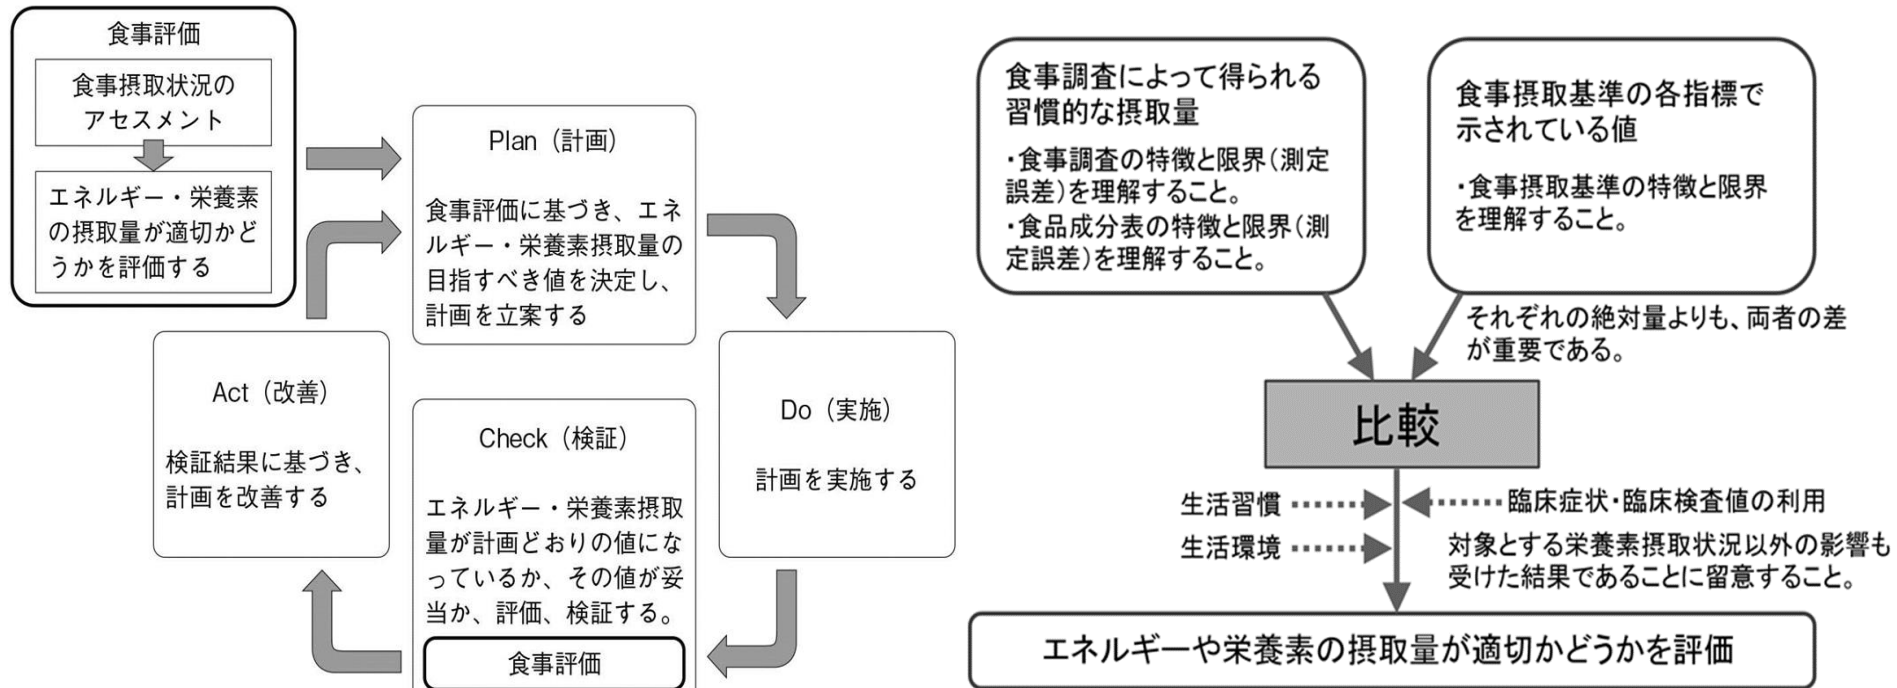 食事評価
食事摂取状況の
アセスメント
エネルギー・栄養素
の摂取量が適切かど
うかを評価する
Plan（計画）
食事評価に基づき、エネ
ルギー・栄養素摂取量の
目指すべき値を決定し、
計画を立案する
Do（実施）
計画を実施する
Check（検証）
エネルギー・栄養素摂取
量が計画どおりの値にな
っているか、その値が妥
当か、評価、検証する。
食事評価
Act（改善）
検証結果に基づき、
計画を改善する
食事調査によって得られる
習慣的な摂取量
・食事調査の特徴と限界（測定
誤差）を理解すること。
・食品成分表の特徴と限界（測
定誤差）を理解すること。
食事摂取基準の各指標で
示されている値
・食事摂取基準の特徴と限界
を理解すること。
それぞれの絶対量よりも、両者の差
が重要である。
比較
生活習慣
臨床症状・臨床検査値の利用
生活環境
対象とする栄養素摂取状況以外の影響も
受けた結果であることに留意すること。
エネルギーや栄養素の摂取量が適切かどうかを評価